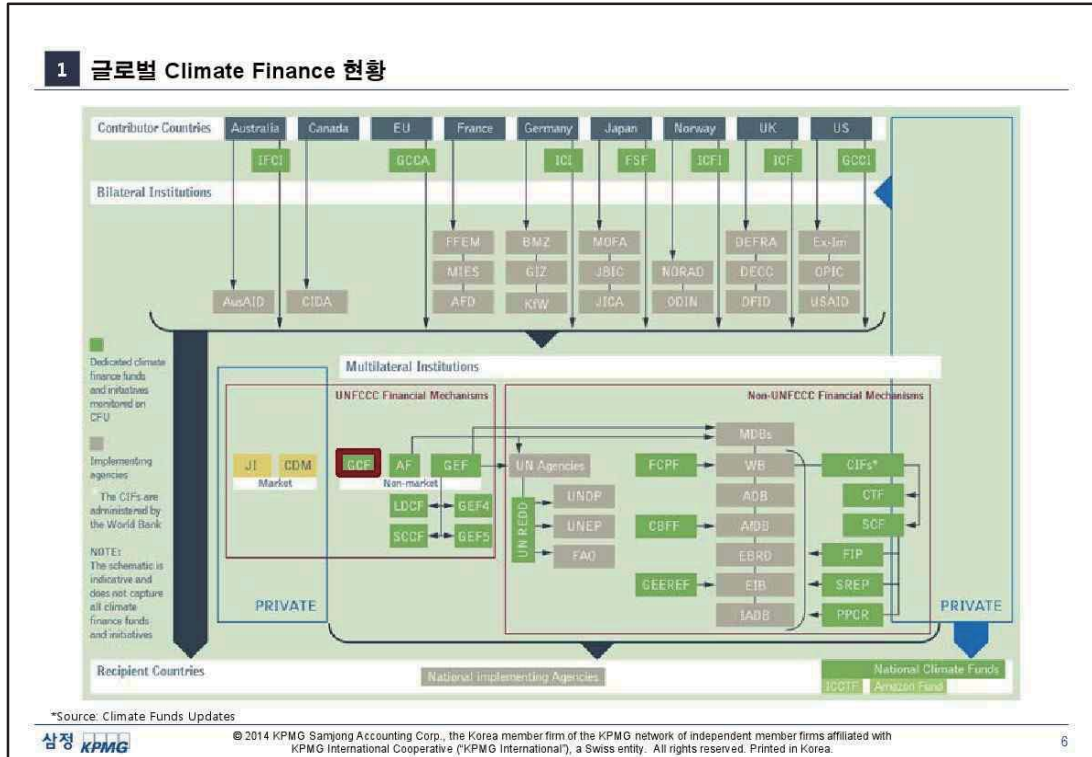 1 글로벌 Climate Finance 현황
Contributor Countries Australia Canada EU France Germany Japan Norway UK US
IFCI GCCA ICI FSF ICFI ICF GCCI
Bilateral Institutions
FFEM BMZ MOFA DEFRA Ex-Im
MIES GIZ JBIC NORAD DECC OPIC
AusAID CIDA AFD KfW JICA ODIN DFID USAID
Dedicated climate
finance funds
and initiatives
monitored on
CFU
Implementing
agencies
The CIFs are
administered by
the World Bank
NOTE:
The schematic is
indicative and
does not capture
all climate
finance funds
and initiatives
Multilateral Institutions
UNFCCC Financial Mechanisms
Non-UNFCCC Financial Mechanisms
JI CDM
Market
GCF AF GEF
Non-market
LDCF GEF4
SCCF GEF5
UN Agencies
UN REDD
UNDP
UNEP
FAO
MDBs
FCPF WB CIFs*
ADB CTF
CBFF AfDB SCF
EBRD FIP
GEEREF EIB SREP
IADB PPCR
PRIVATE
PRIVATE
Recipient Countries
National Implementing Agencies
National Climate Funds
ICCTF Amazon Fund
*Source: Climate Funds Updates
삼정 KPMG
© 2014 KPMG Samjong Accounting Corp., the Korea member firm of the KPMG network of independent member firms affiliated with
KPMG International Cooperative (“KPMG International”), a Swiss entity. All rights reserved. Printed in Korea.
6